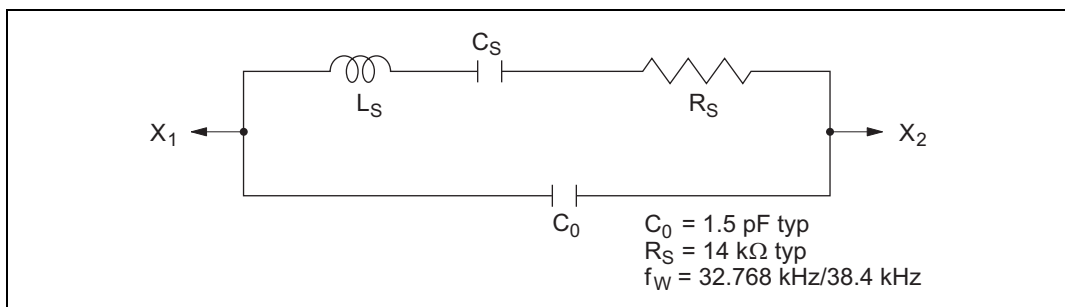 C_S
L_S
R_S
X_1
X_2
C_0
C_0 = 1.5 pF typ
R_S = 14 kΩ typ
f_W = 32.768 kHz/38.4 kHz